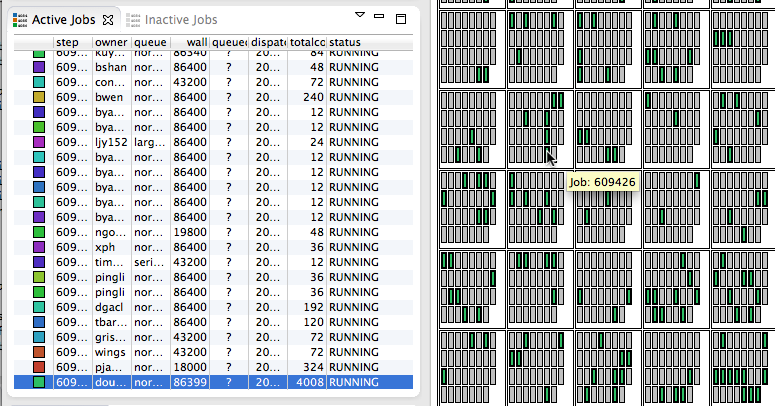 Active Jobs Inactive Jobs
step owner queue wall queuec dispatc totalcc status
609... kuy... nor... 86340 ? 20... 84 RUNNING
609... bshan nor... 86400 ? 20... 48 RUNNING
609... con... nor... 43200 ? 20... 72 RUNNING
609... bwen nor... 86400 ? 20... 240 RUNNING
609... bya... nor... 86400 ? 20... 12 RUNNING
609... bya... nor... 86400 ? 20... 12 RUNNING
609... ljy152 larg... 86400 ? 20... 24 RUNNING
609... bya... nor... 86400 ? 20... 12 RUNNING
609... bya... nor... 86400 ? 20... 12 RUNNING
609... bya... nor... 86400 ? 20... 12 RUNNING
609... bya... nor... 86400 ? 20... 12 RUNNING
609... bya... nor... 86400 ? 20... 12 RUNNING
609... ngo... nor... 19800 ? 20... 48 RUNNING
609... xph nor... 86400 ? 20... 36 RUNNING
609... tim... seri... 43200 ? 20... 12 RUNNING
609... pingli nor... 86400 ? 20... 36 RUNNING
609... pingli nor... 86400 ? 20... 36 RUNNING
609... dgacl nor... 86400 ? 20... 192 RUNNING
609... tbar... nor... 86400 ? 20... 120 RUNNING
609... gris... nor... 43200 ? 20... 72 RUNNING
609... wings nor... 43200 ? 20... 72 RUNNING
609... pja... nor... 18000 ? 20... 324 RUNNING
609... dou... nor... 86399 ? 20... 4008 RUNNING
Job: 609426